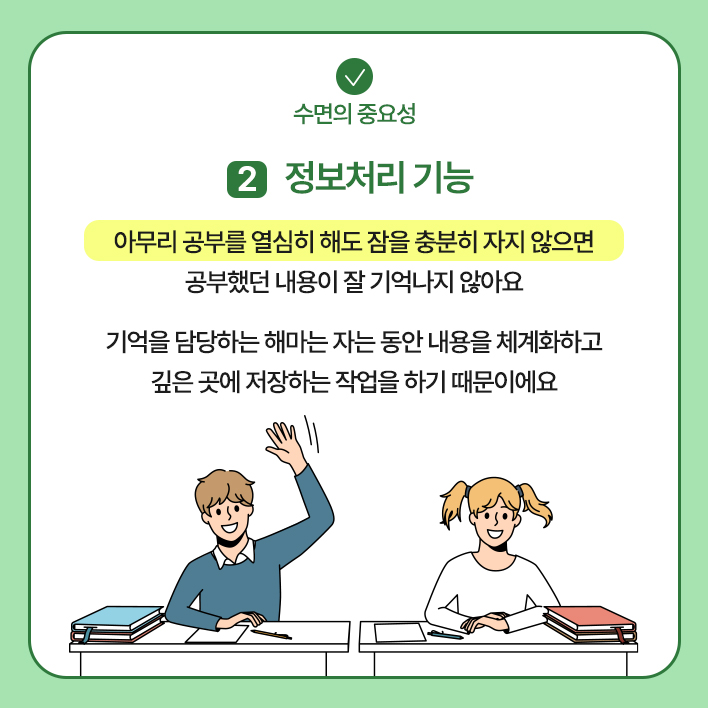 수면의 중요성
2 정보처리 기능
아무리 공부를 열심히 해도 잠을 충분히 자지 않으면
공부했던 내용이 잘 기억나지 않아요
기억을 담당하는 해마는 자는 동안 내용을 체계화하고
깊은 곳에 저장하는 작업을 하기 때문이에요